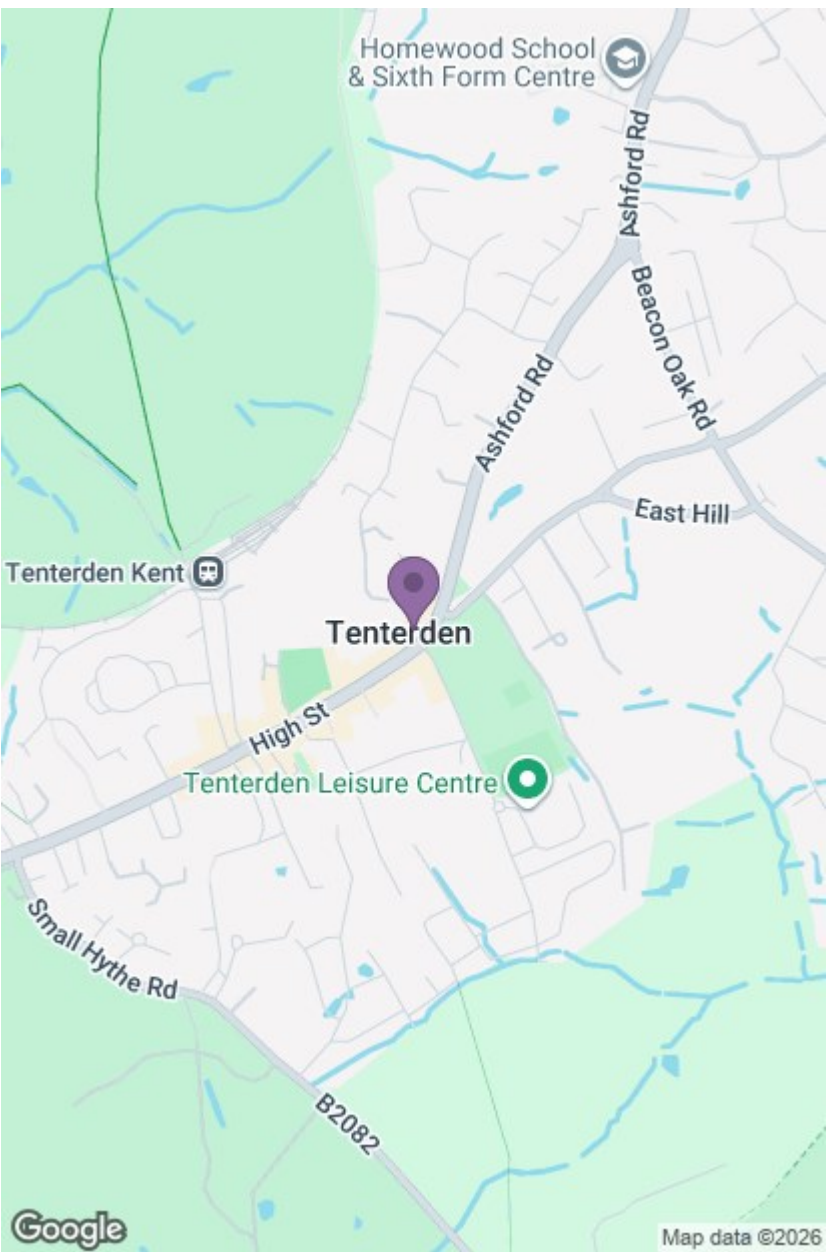 Homewood School
& Sixth Form Centre
Ashford Rd
Beacon Oak Rd
Ashford Rd
East Hill
Tenterden Kent
Tenterden
High St
Tenterden Leisure Centre
Small Hythe Rd
B2082
Google
Map data ©2026